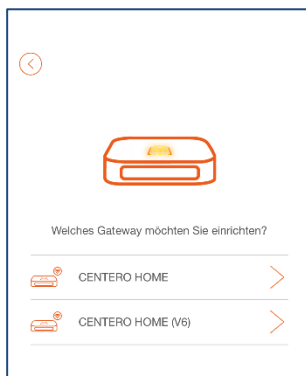 Welches Gateway möchten Sie einrichten?
CENTERO HOME
CENTERO HOME (V6)